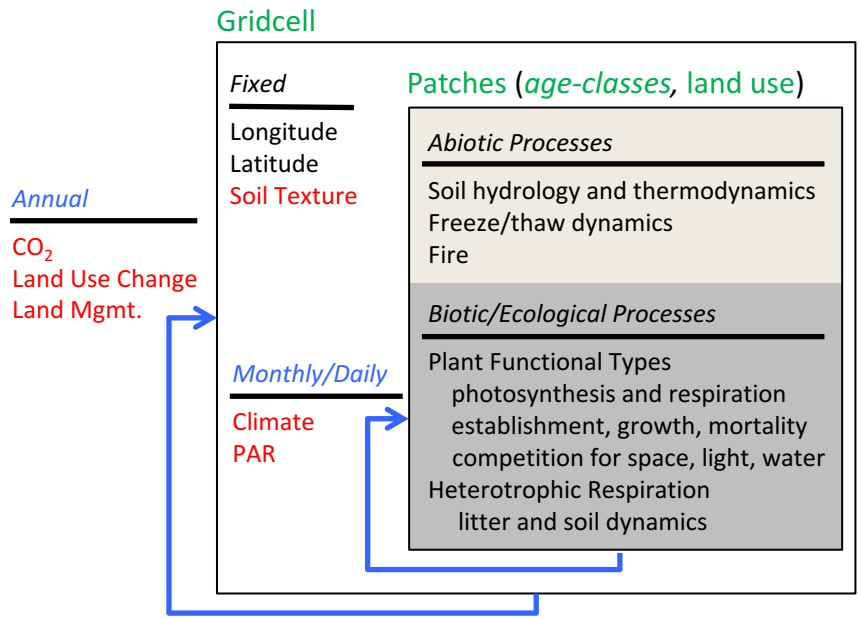 Gridcell
Fixed
Longitude
Latitude
Soil Texture
Patches (age-classes, land use)
Abiotic Processes
Soil hydrology and thermodynamics
Freeze/thaw dynamics
Fire
Annual
CO₂
Land Use Change
Land Mgmt.
Monthly/Daily
Climate
PAR
Biotic/Ecological Processes
Plant Functional Types
photosynthesis and respiration
establishment, growth, mortality
competition for space, light, water
Heterotrophic Respiration
litter and soil dynamics